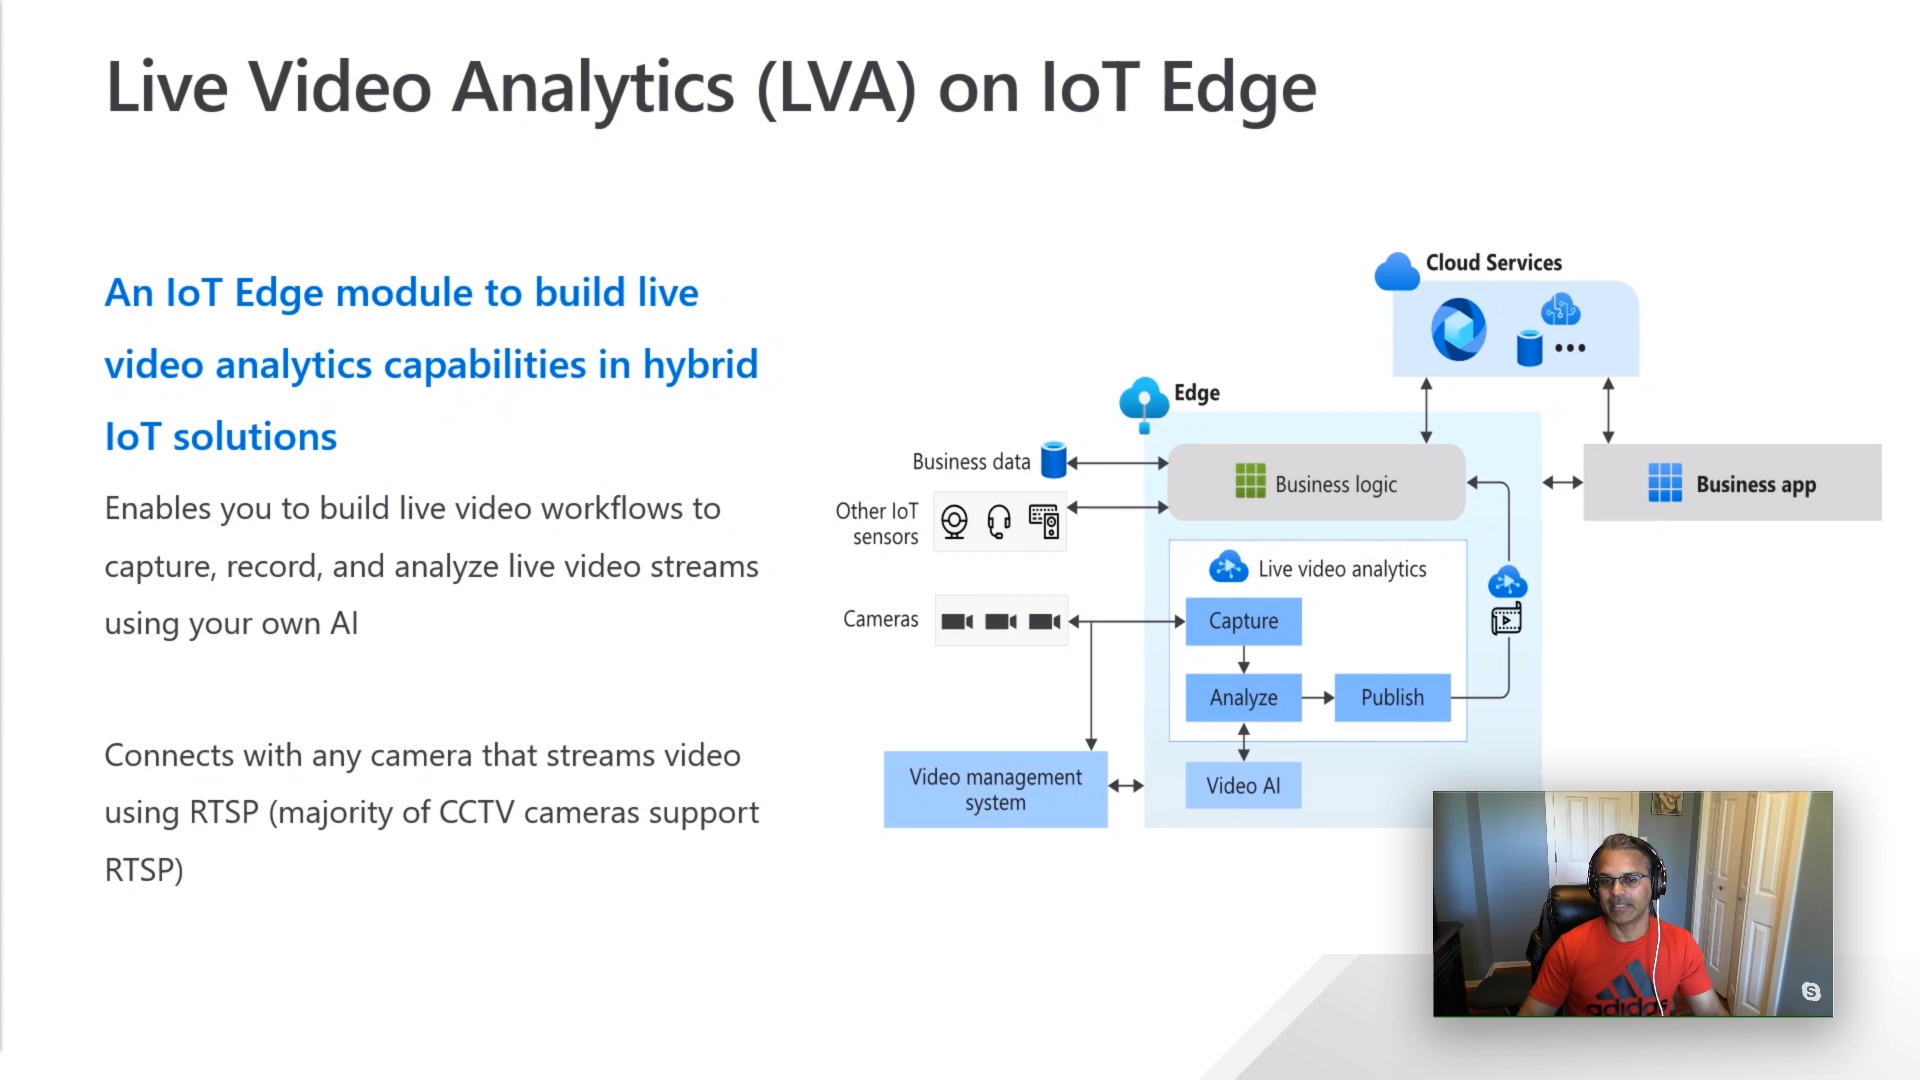 Live Video Analytics (LVA) on IoT Edge
An IoT Edge module to build live
video analytics capabilities in hybrid
IoT solutions
Enables you to build live video workflows to
capture, record, and analyze live video streams
using your own AI
Connects with any camera that streams video
using RTSP (majority of CCTV cameras support
RTSP)
Cloud Services
Edge
Business data
Other IoT
sensors
Cameras
Business logic
Business app
Live video analytics
Capture
Analyze
Publish
Video management
system
Video AI
adidas